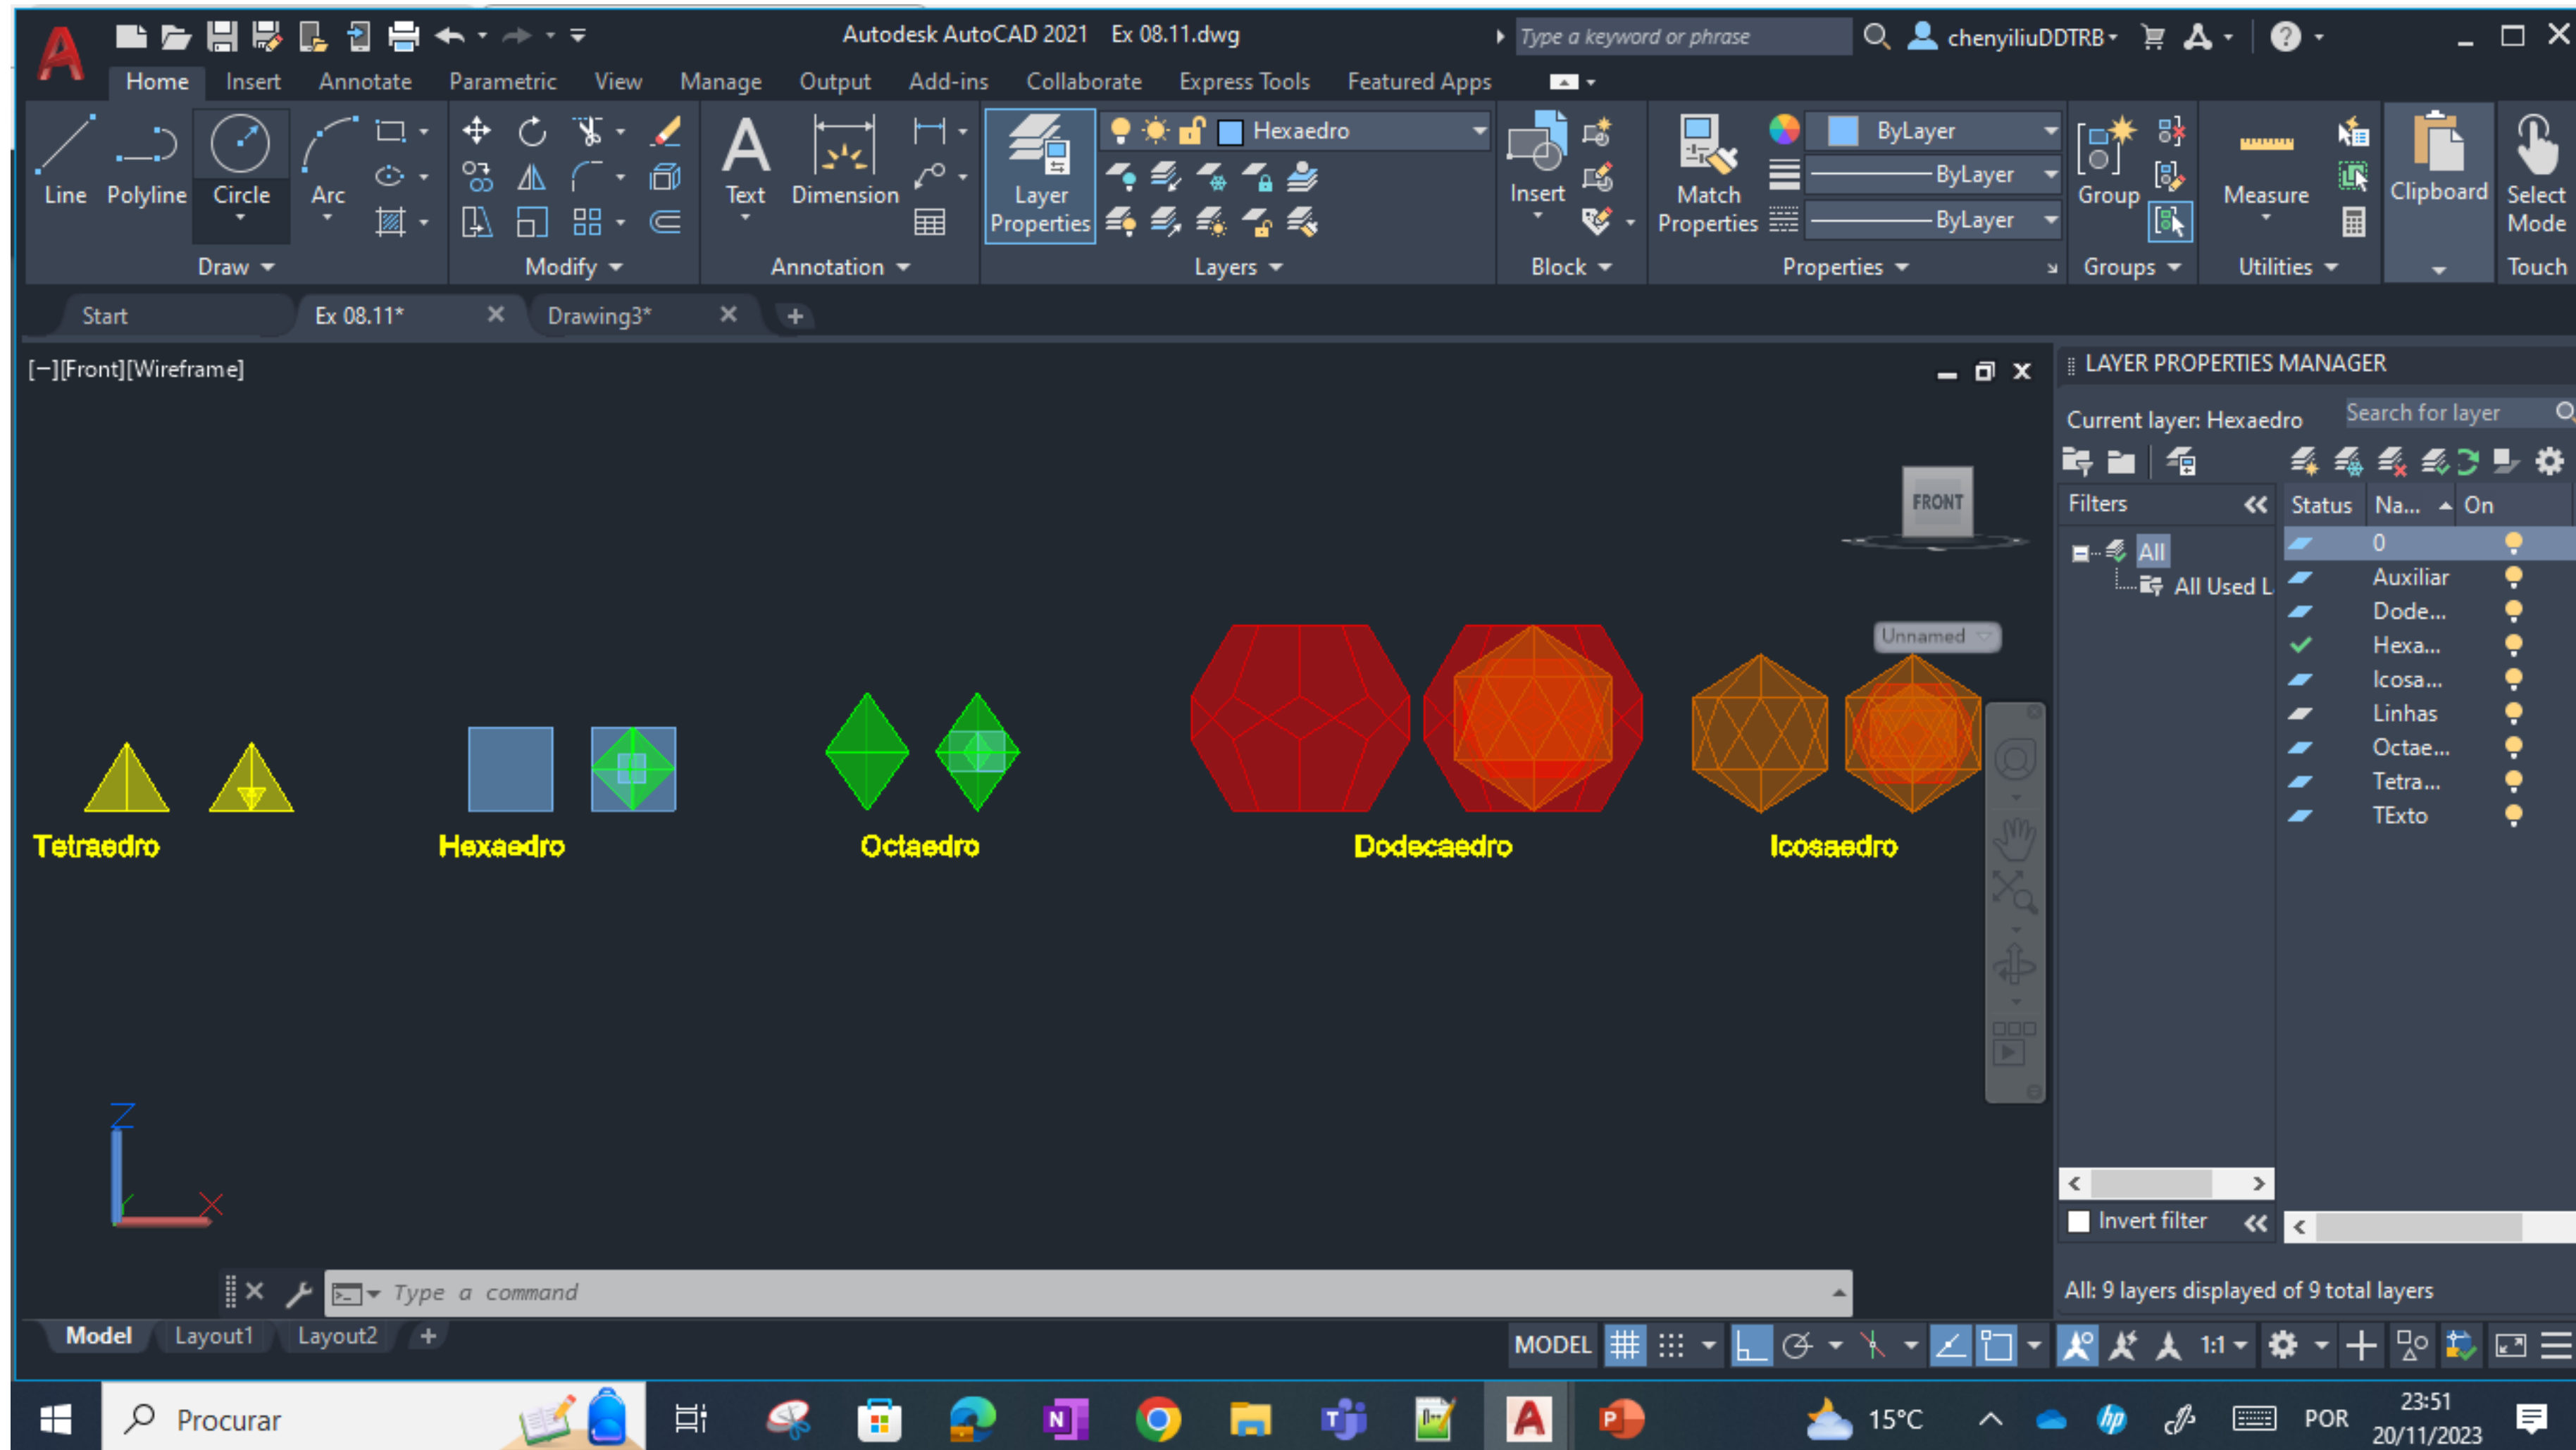 Autodesk AutoCAD 2021 Ex 08.11.dwg
Type a keyword or phrase
chenyiliuDDTRB
Home Insert Annotate Parametric View Manage Output Add-ins Collaborate Express Tools Featured Apps
Line Polyline Circle Arc
Text Dimension
Layer Properties
Hexaedro
Insert
Match Properties
ByLayer
ByLayer
ByLayer
Group
Measure
Clipboard
Select Mode
Draw Modify Annotation Layers Block Properties Groups Utilities Touch
Start Ex 08.11* Drawing3*
[−][Front][Wireframe]
FRONT
Unnamed
Tetraedro Hexaedro Octaedro Dodecaedro Icosaedro
Z
X
LAYER PROPERTIES MANAGER
Current layer: Hexaedro
Search for layer
Filters
All
All Used L
Status Na... On
0
Auxiliar
Dode...
Hexa...
Icosa...
Linhas
Octae...
Tetra...
TExto
Invert filter
All: 9 layers displayed of 9 total layers
Type a command
Model Layout1 Layout2
MODEL
1:1
Procurar
15°C
POR
23:51
20/11/2023